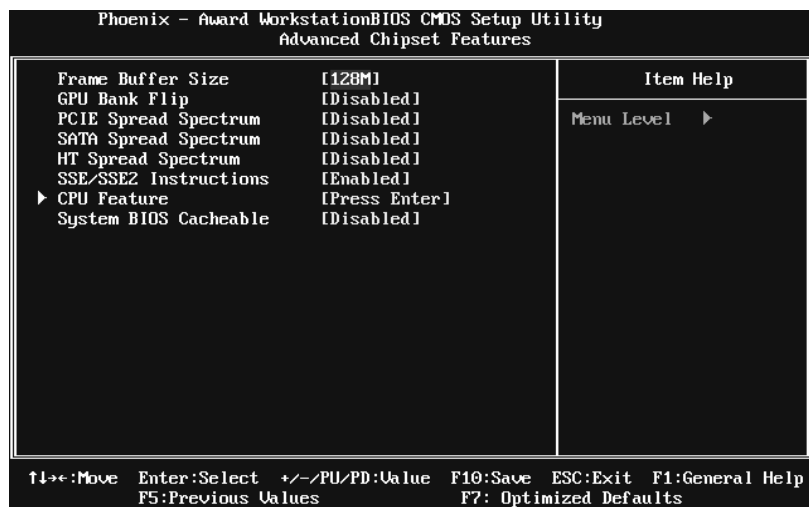 Phoenix - Award WorkstationBIOS CMOS Setup Utility
Advanced Chipset Features
Frame Buffer Size [128M]
GPU Bank Flip [Disabled]
PCIE Spread Spectrum [Disabled]
SATA Spread Spectrum [Disabled]
HT Spread Spectrum [Disabled]
SSE/SSE2 Instructions [Enabled]
▶ CPU Feature [Press Enter]
System BIOS Cacheable [Disabled]
Item Help
Menu Level ▶
↑↓→←:Move Enter:Select +/-/PU/PD:Value F10:Save ESC:Exit F1:General Help
F5:Previous Values F7: Optimized Defaults